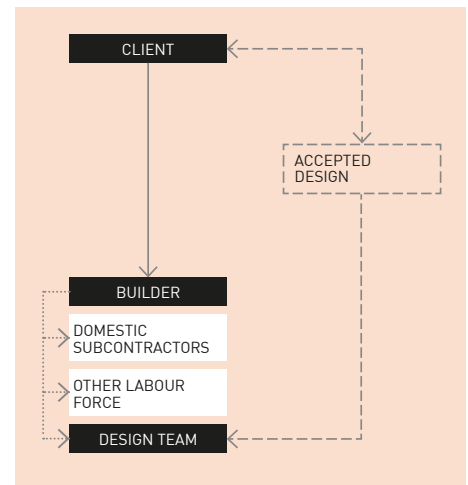 CLIENT
ACCEPTED
DESIGN
BUILDER
DOMESTIC
SUBCONTRACTORS
OTHER LABOUR
FORCE
DESIGN TEAM